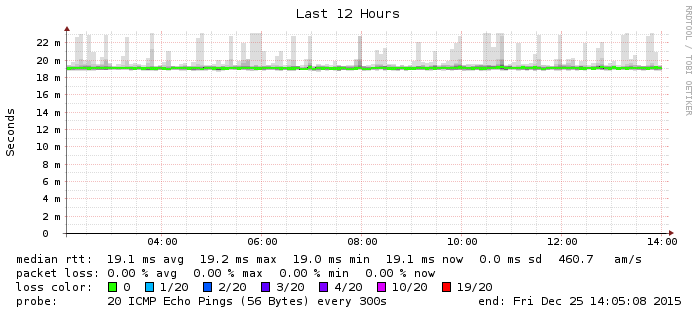 Last 12 Hours
RRDTOOL / TOBI OETIKER
Seconds
22 m
20 m
18 m
16 m
14 m
12 m
10 m
8 m
6 m
4 m
2 m
0
04:00 06:00 08:00 10:00 12:00 14:00
median rtt: 19.1 ms avg 19.2 ms max 19.0 ms min 19.1 ms now 0.0 ms sd 460.7 am/s
packet loss: 0.00 % avg 0.00 % max 0.00 % min 0.00 % now
loss color: 0 1/20 2/20 3/20 4/20 10/20 19/20
probe: 20 ICMP Echo Pings (56 Bytes) every 300s end: Fri Dec 25 14:05:08 2015